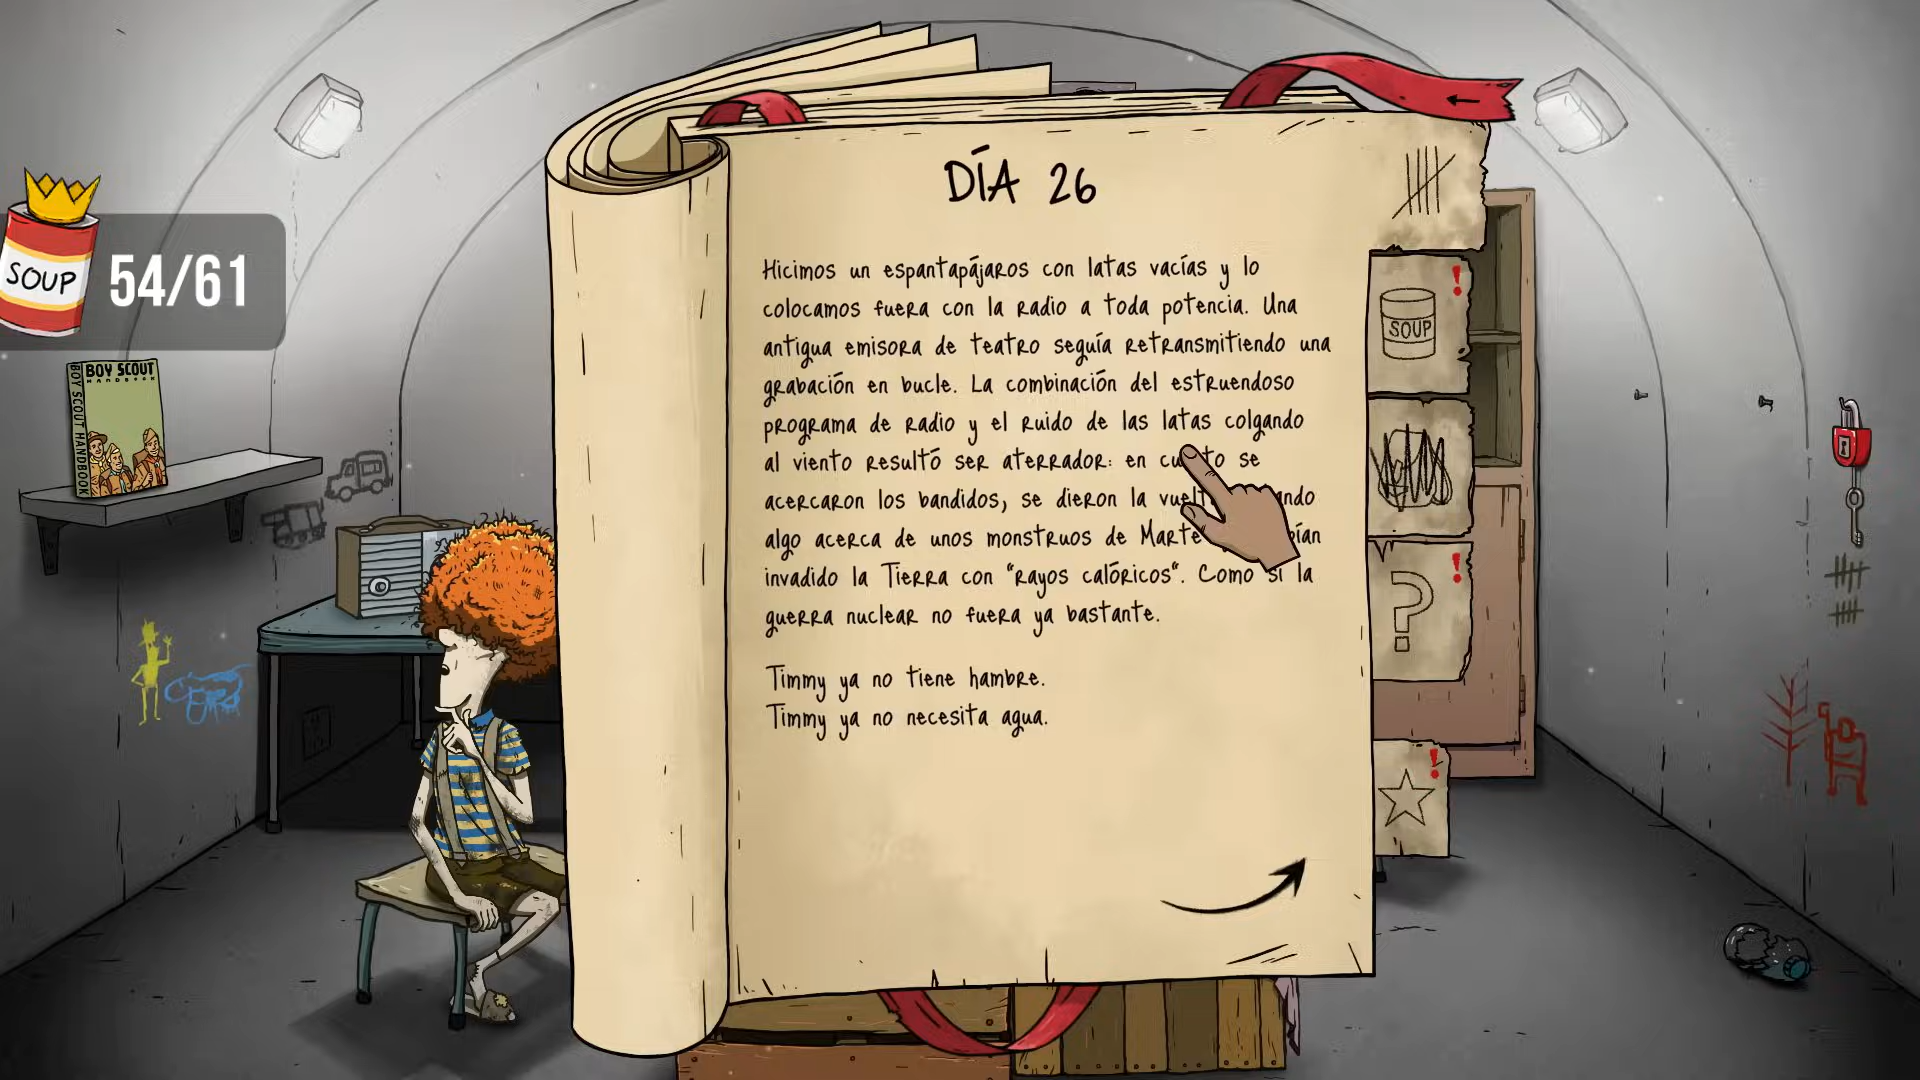 DÍA 26
Hicimos un espantapájaros con latas vacías y lo
colocamos fuera con la radio a toda potencia. Una
antigua emisora de teatro seguía retransmitiendo una
grabación en bucle. La combinación del estruendoso
programa de radio y el ruido de las latas colgando
al viento resultó ser aterrador: en se
acercaron los bandidos, se dieron la
algo acerca de unos monstruos de Marte
invadido la Tierra con "rayos calóricos". Como si la
guerra nuclear no fuera ya bastante.
Timmy ya no tiene hambre.
Timmy ya no necesita agua.
SOUP
54/61
BOY SCOUT
HANDBOOK
BOY SCOUT HANDBOOK
SOUP